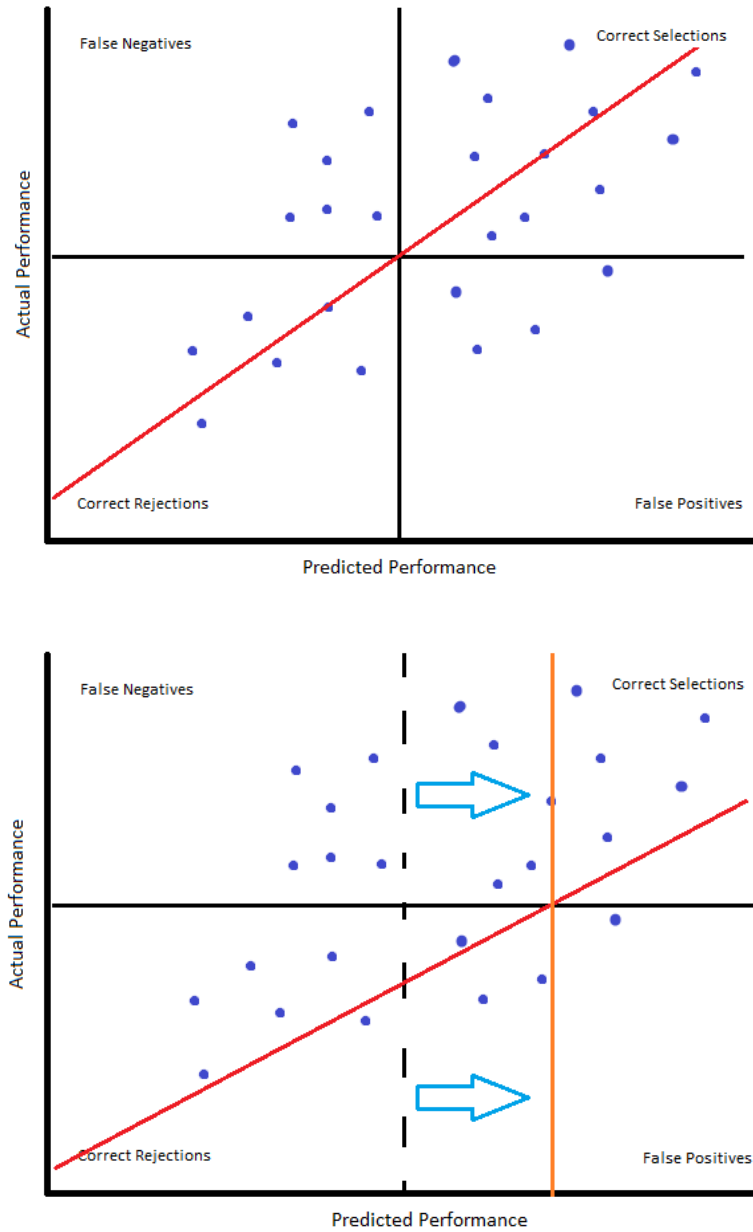 False Negatives
Correct Selections
Actual Performance
Correct Rejections
False Positives
Predicted Performance
False Negatives
Correct Selections
Actual Performance
Correct Rejections
False Positives
Predicted Performance